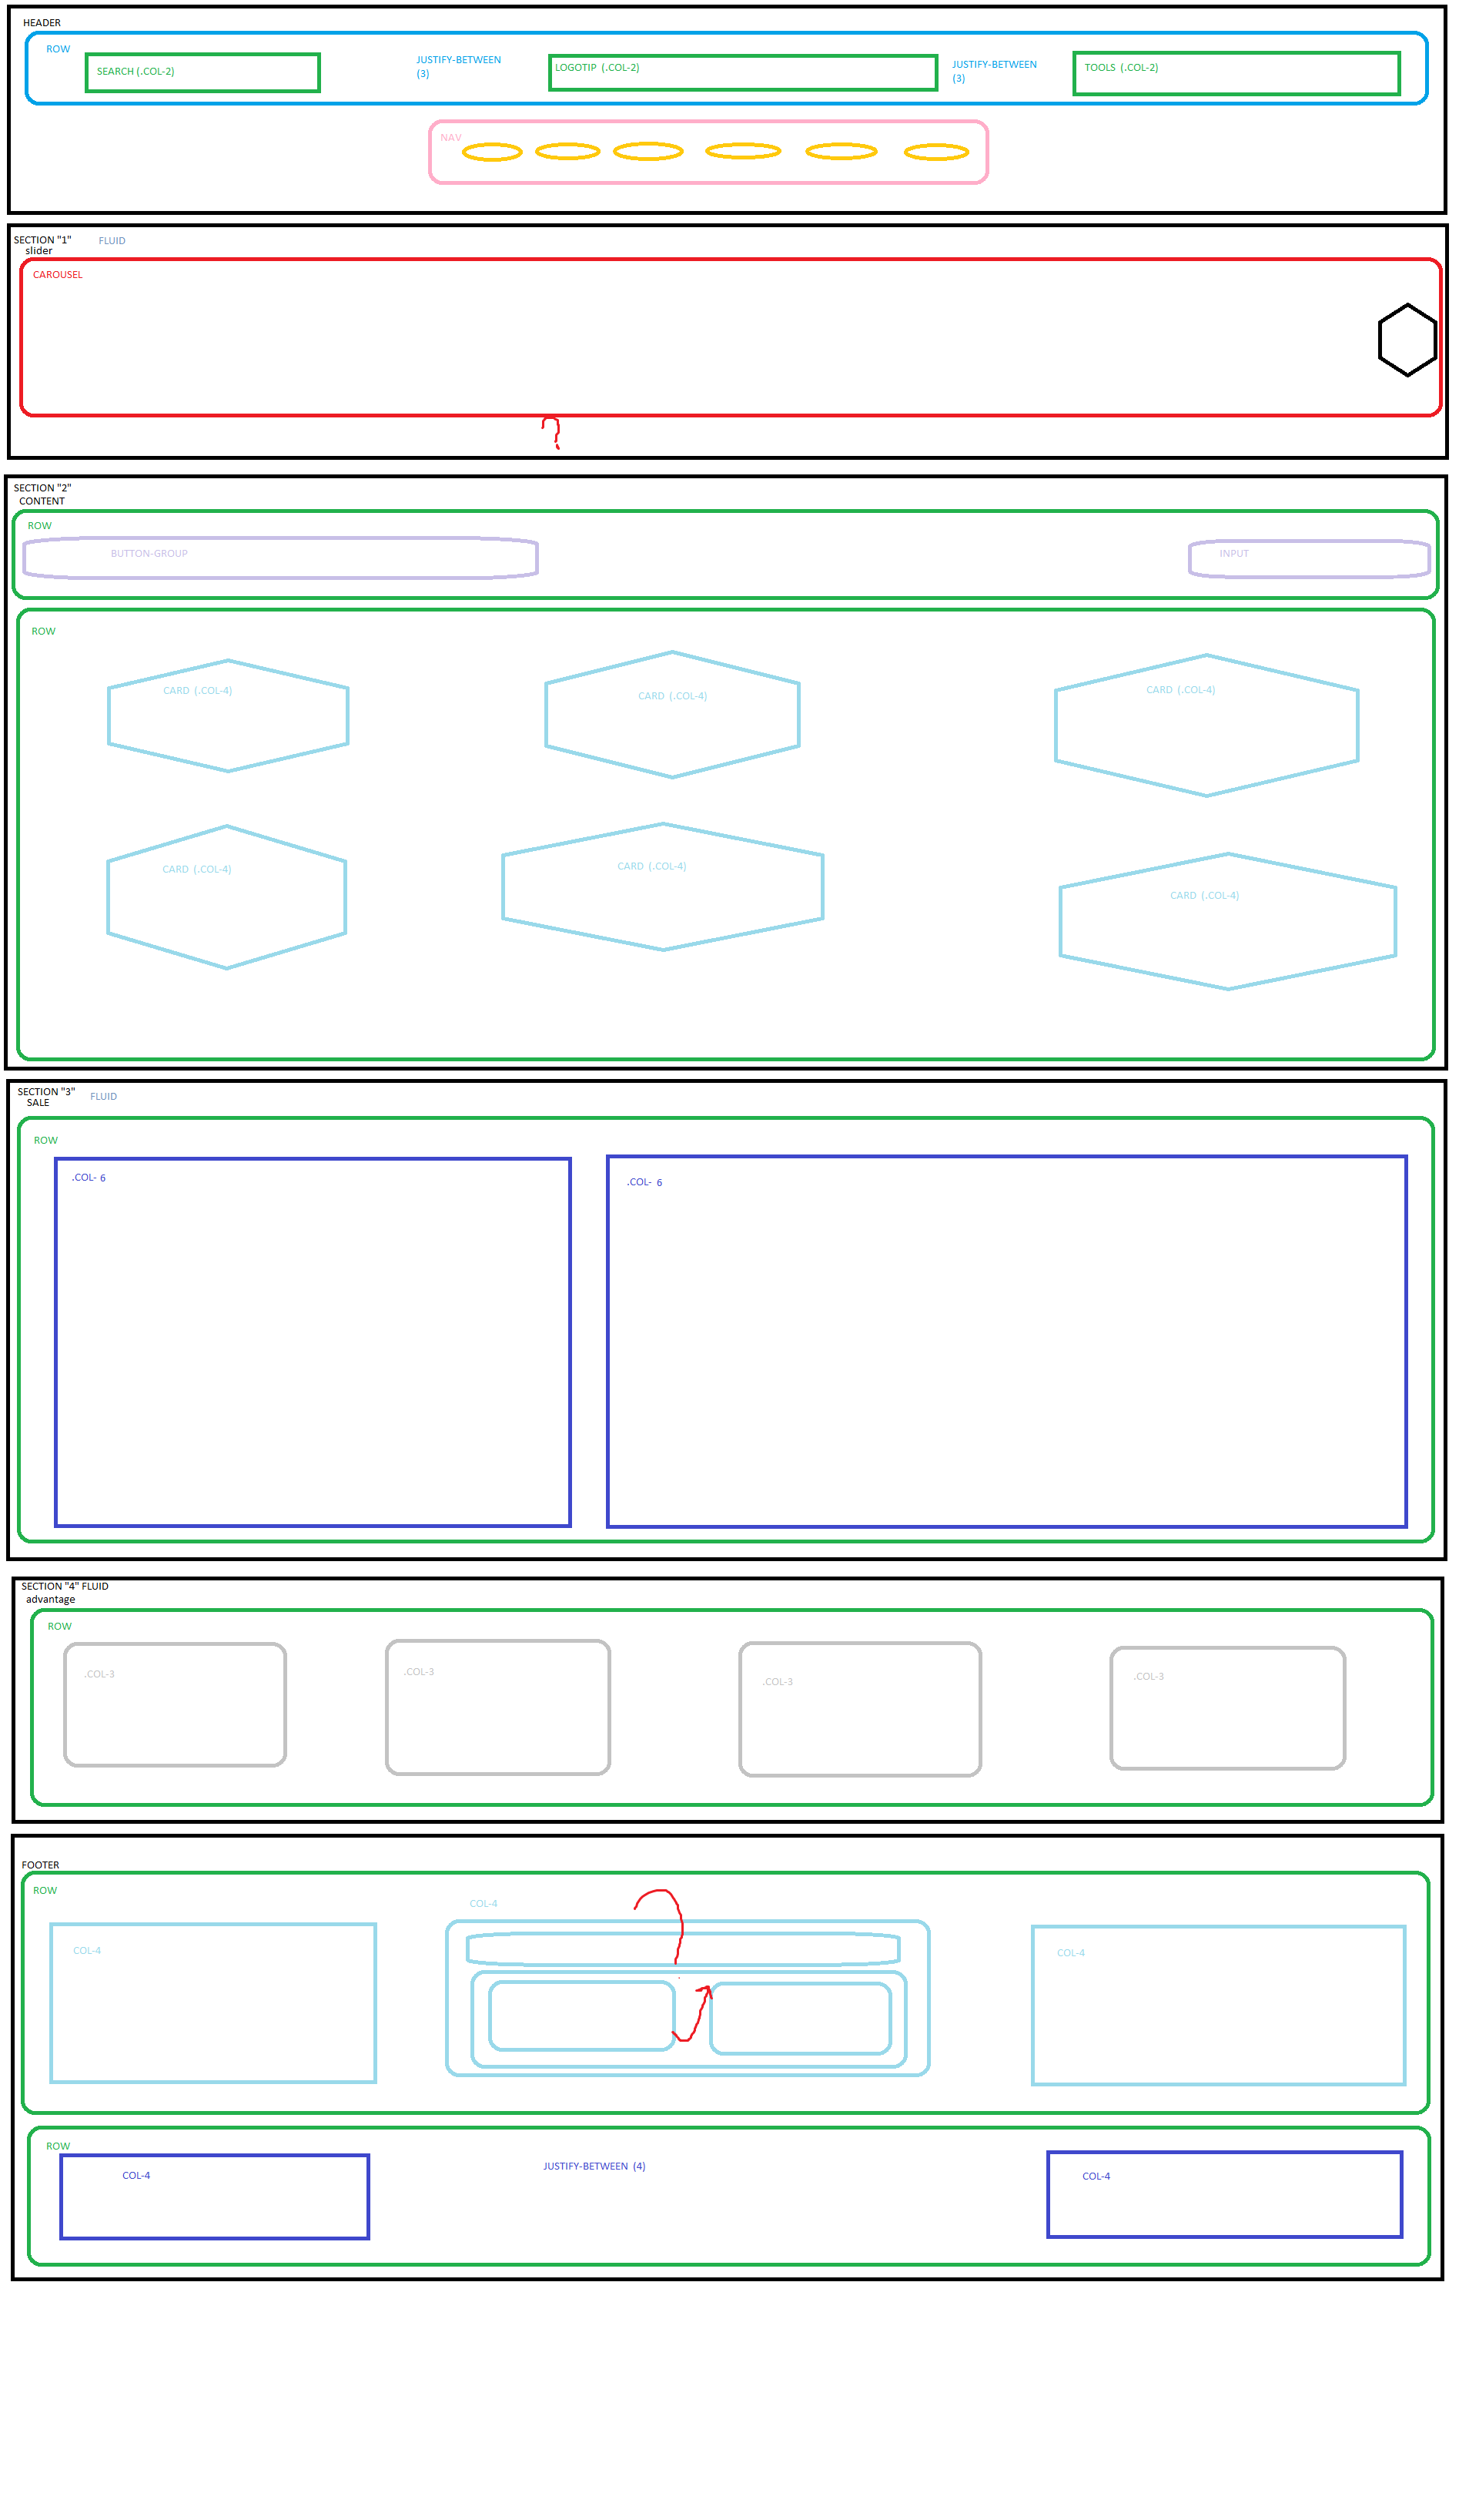 HEADER
ROW
SEARCH (.COL-2)
JUSTIFY-BETWEEN
(3)
LOGOTIP (.COL-2)
JUSTIFY-BETWEEN
(3)
TOOLS (.COL-2)
NAV
SECTION "1"
slider
FLUID
CAROUSEL
?
SECTION "2"
CONTENT
ROW
BUTTON-GROUP
INPUT
ROW
CARD (.COL-4)
CARD (.COL-4)
CARD (.COL-4)
CARD (.COL-4)
CARD (.COL-4)
CARD (.COL-4)
SECTION "3"
SALE
FLUID
ROW
.COL- 6
.COL- 6
SECTION "4" FLUID
advantage
ROW
.COL-3
.COL-3
.COL-3
.COL-3
FOOTER
ROW
COL-4
COL-4
COL-4
ROW
COL-4
JUSTIFY-BETWEEN (4)
COL-4